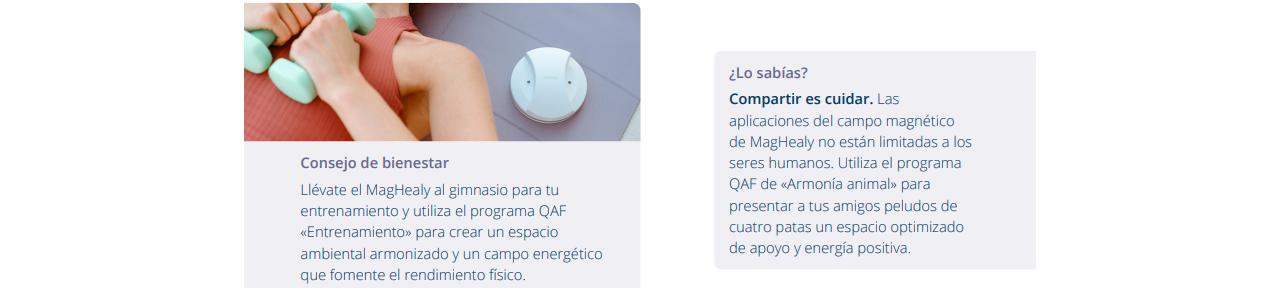 Consejo de bienestar
Llévate el MagHealy al gimnasio para tu
entrenamiento y utiliza el programa QAF
«Entrenamiento» para crear un espacio
ambiental armonizado y un campo energético
que fomente el rendimiento físico.
¿Lo sabías?
Compartir es cuidar. Las
aplicaciones del campo magnético
de MagHealy no están limitadas a los
seres humanos. Utiliza el programa
QAF de «Armonía animal» para
presentar a tus amigos peludos de
cuatro patas un espacio optimizado
de apoyo y energía positiva.